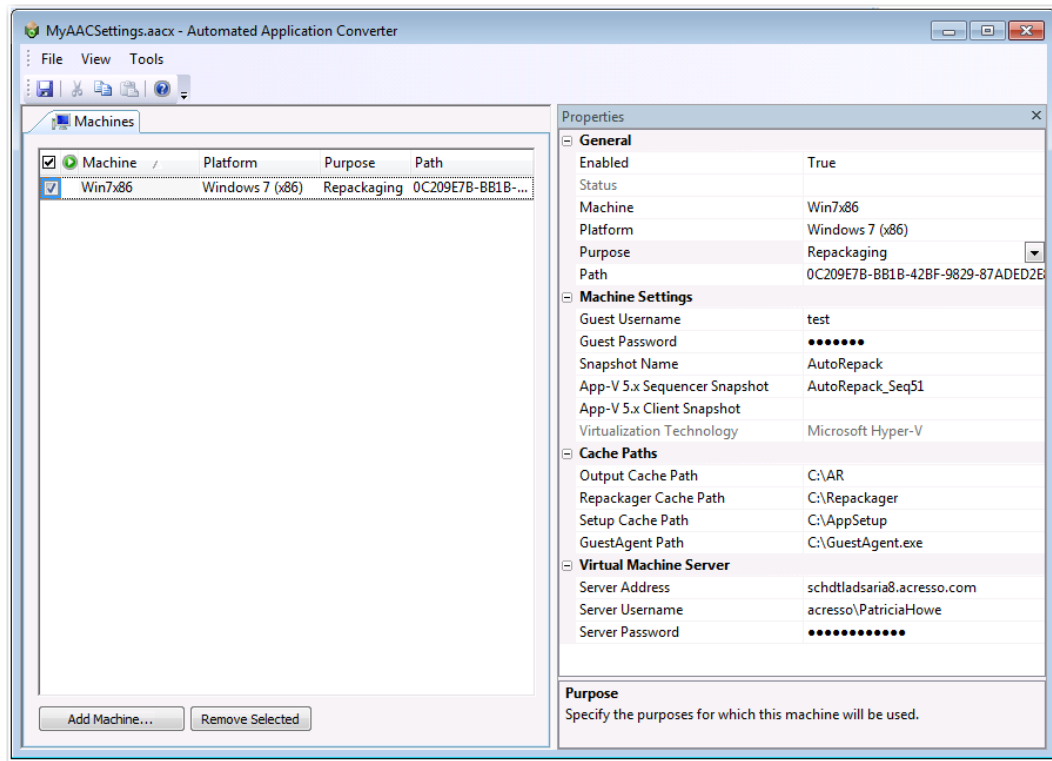 MyAACSettings.aacx - Automated Application Converter
File View Tools
Machines
Machine Platform Purpose Path
Win7x86 Windows 7 (x86) Repackaging 0C209E7B-BB1B-...
Add Machine... Remove Selected
Properties
General
Enabled True
Status
Machine Win7x86
Platform Windows 7 (x86)
Purpose Repackaging
Path 0C209E7B-BB1B-42BF-9829-87ADED2E
Machine Settings
Guest Username test
Guest Password ●●●●●●●
Snapshot Name AutoRepack
App-V 5.x Sequencer Snapshot AutoRepack_Seq51
App-V 5.x Client Snapshot
Virtualization Technology Microsoft Hyper-V
Cache Paths
Output Cache Path C:\AR
Repackager Cache Path C:\Repackager
Setup Cache Path C:\AppSetup
GuestAgent Path C:\GuestAgent.exe
Virtual Machine Server
Server Address schdtladsaria8.acresso.com
Server Username acresso\PatriciaHowe
Server Password ●●●●●●●●●●●●
Purpose
Specify the purposes for which this machine will be used.